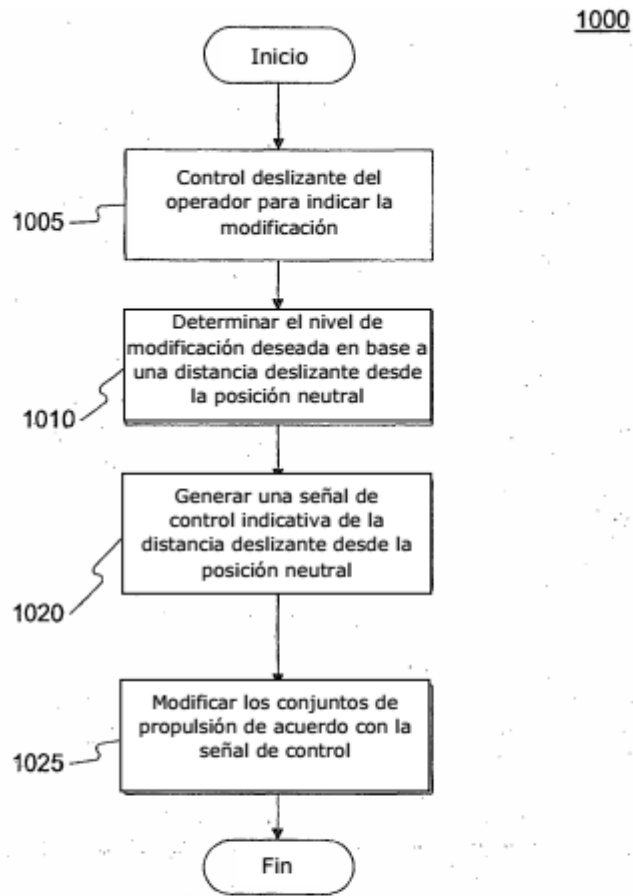 1000
Inicio
Control deslizante del
operador para indicar la
modificación
1005
Determinar el nivel de
modificación deseada en base a
una distancia deslizante desde
la posición neutral
1010
Generar una señal de
control indicativa de la
distancia deslizante desde la
posición neutral
1020
Modificar los conjuntos de
propulsión de acuerdo con la
señal de control
1025
Fin